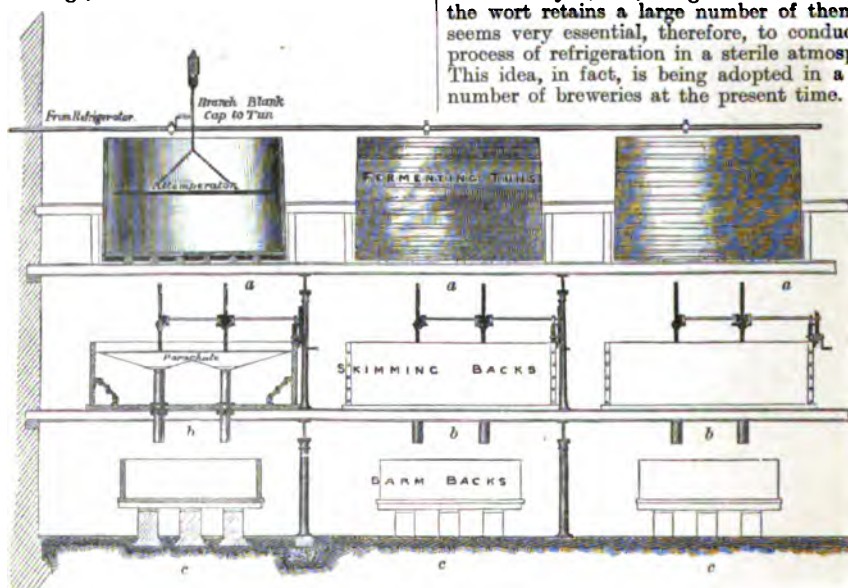 the wort retains a large number of them
seems very essential, therefore, to conduc
process of refrigeration in a sterile atmosp
This idea, in fact, is being adopted in a
number of breweries at the present time.
From Refrigerator.
Branch Blank
Cap to Tun
Attemperator
FERMENTING TUNS
a a a
Parachute
SKIMMING BACKS
b b b
BARM BACKS
c c c